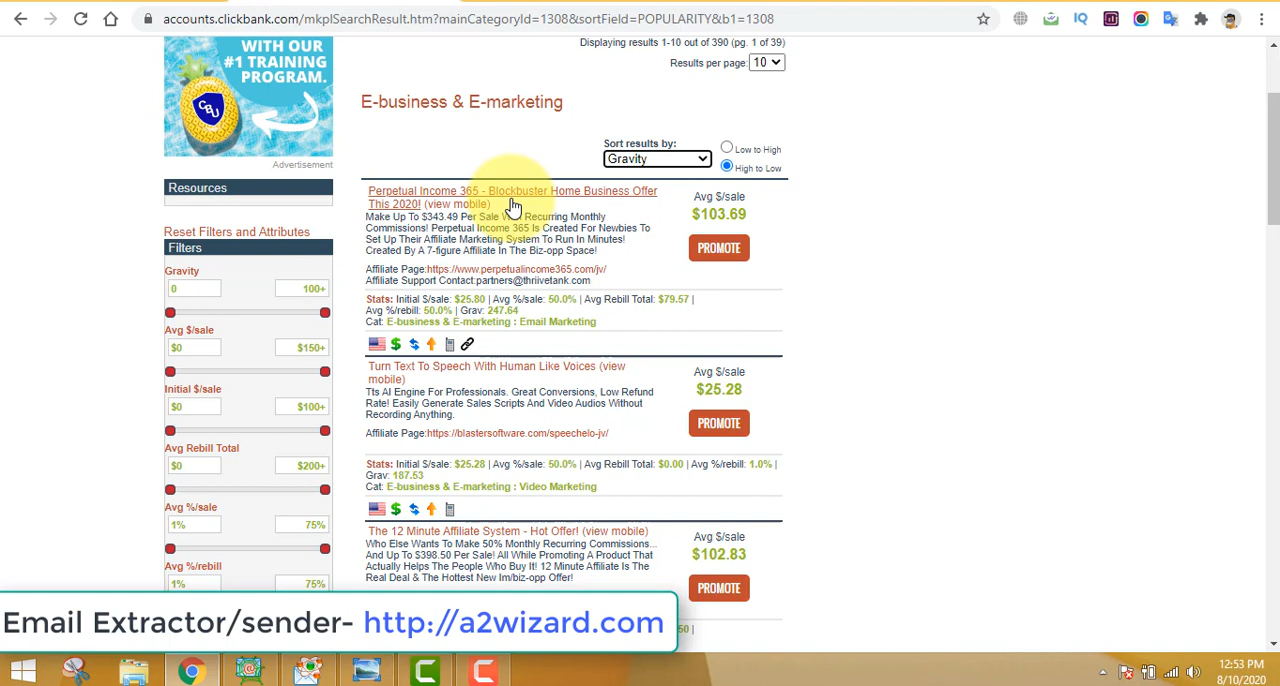 accounts.clickbank.com/mkplSearchResult.htm?mainCategoryId=1308&sortField=POPULARITY&b1=1308
IQ
WITH OUR
#1 TRAINING
PROGRAM.
CBU
Advertisement
Resources
Reset Filters and Attributes
Filters
Gravity
0 100+
Avg $/sale
$0 $150+
Initial $/sale
$0 $100+
Avg Rebill Total
$0 $200+
Avg %/sale
1% 75%
Avg %/rebill
1% 75%
Displaying results 1-10 out of 390 (pg. 1 of 39)
Results per page: 10
E-business & E-marketing
Sort results by:
Gravity
Low to High
High to Low
Perpetual Income 365 - Blockbuster Home Business Offer
This 2020! (view mobile)
Make Up To $343.49 Per Sale With Recurring Monthly
Commissions! Perpetual Income 365 Is Created For Newbies To
Set Up Their Affiliate Marketing System To Run In Minutes!
Created By A 7-figure Affiliate In The Biz-opp Space!
Affiliate Page:https://www.perpetualincome365.com/jv/
Affiliate Support Contact:partners@thriivetank.com
Avg $/sale
$103.69
PROMOTE
Stats: Initial $/sale: $25.80 | Avg %/sale: 50.0% | Avg Rebill Total: $79.57 |
Avg %/rebill: 50.0% | Grav: 247.64
Cat: E-business & E-marketing : Email Marketing
Turn Text To Speech With Human Like Voices (view
mobile)
Tts AI Engine For Professionals. Great Conversions, Low Refund
Rate! Easily Generate Sales Scripts And Video Audios Without
Recording Anything.
Affiliate Page:https://blastersoftware.com/speechelo-jv/
Avg $/sale
$25.28
PROMOTE
Stats: Initial $/sale: $25.28 | Avg %/sale: 50.0% | Avg Rebill Total: $0.00 | Avg %/rebill: 1.0% |
Grav: 187.53
Cat: E-business & E-marketing : Video Marketing
The 12 Minute Affiliate System - Hot Offer! (view mobile)
Who Else Wants To Make 50% Monthly Recurring Commissions...
And Up To $398.50 Per Sale! All While Promoting A Product That
Actually Helps The People Who Buy It! 12 Minute Affiliate Is The
Real Deal & The Hottest New Im/biz-opp Offer!
Avg $/sale
$102.83
PROMOTE
Email Extractor/sender- http://a2wizard.com
12:53 PM
8/10/2020